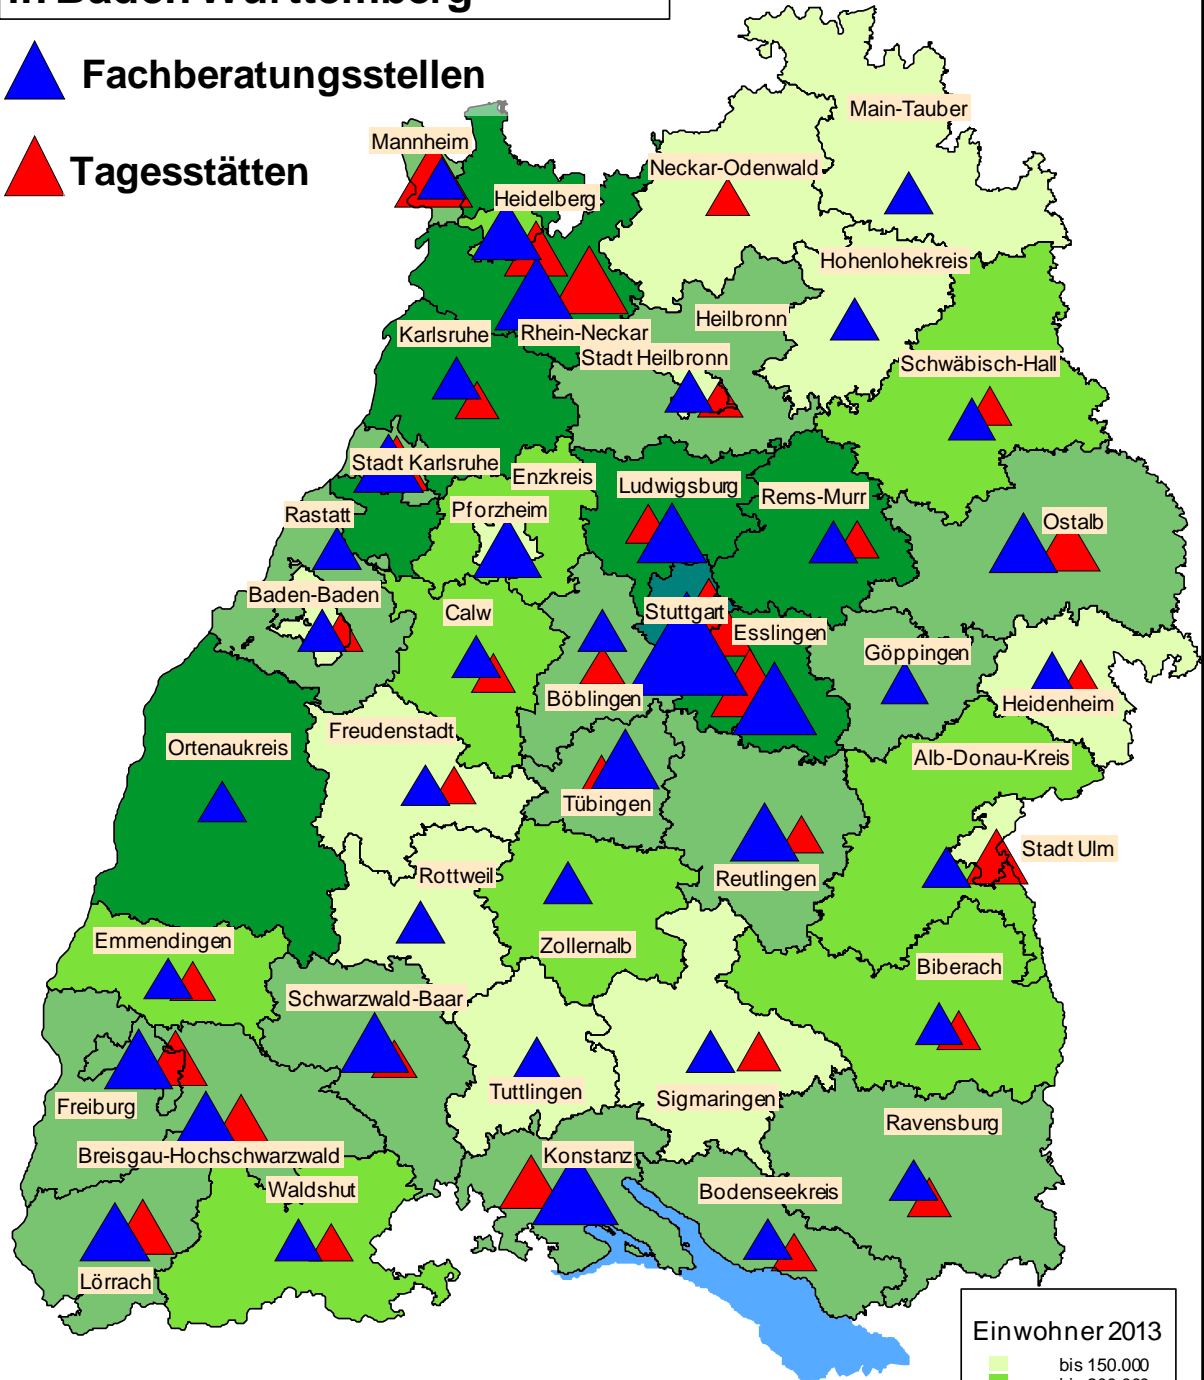 in Baden Württemberg
Fachberatungsstellen
Tagesstätten
Main-Tauber
Mannheim
Neckar-Odenwald
Heidelberg
Hohenlohekreis
Heilbronn
Karlsruhe
Rhein-Neckar
Stadt Heilbronn
Schwäbisch-Hall
Stadt Karlsruhe
Enzkreis
Ludwigsburg
Rems-Murr
Rastatt
Pforzheim
Ostalb
Baden-Baden
Calw
Stuttgart
Esslingen
Göppingen
Böblingen
Heidenheim
Freudenstadt
Ortenaukreis
Alb-Donau-Kreis
Tübingen
Stadt Ulm
Rottweil
Reutlingen
Emmendingen
Zollernalb
Biberach
Schwarzwald-Baar
Tuttlingen
Sigmaringen
Freiburg
Ravensburg
Breisgau-Hochschwarzwald
Konstanz
Waldshut
Bodenseekreis
Lörrach
Einwohner 2013
bis 150.000